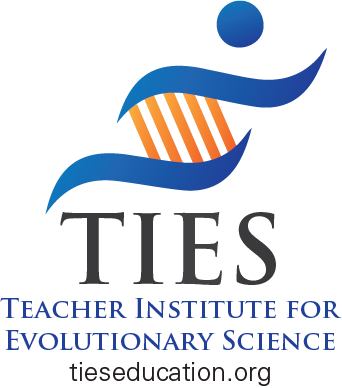 TIES
Teacher Institute for
Evolutionary Science
tieseducation.org